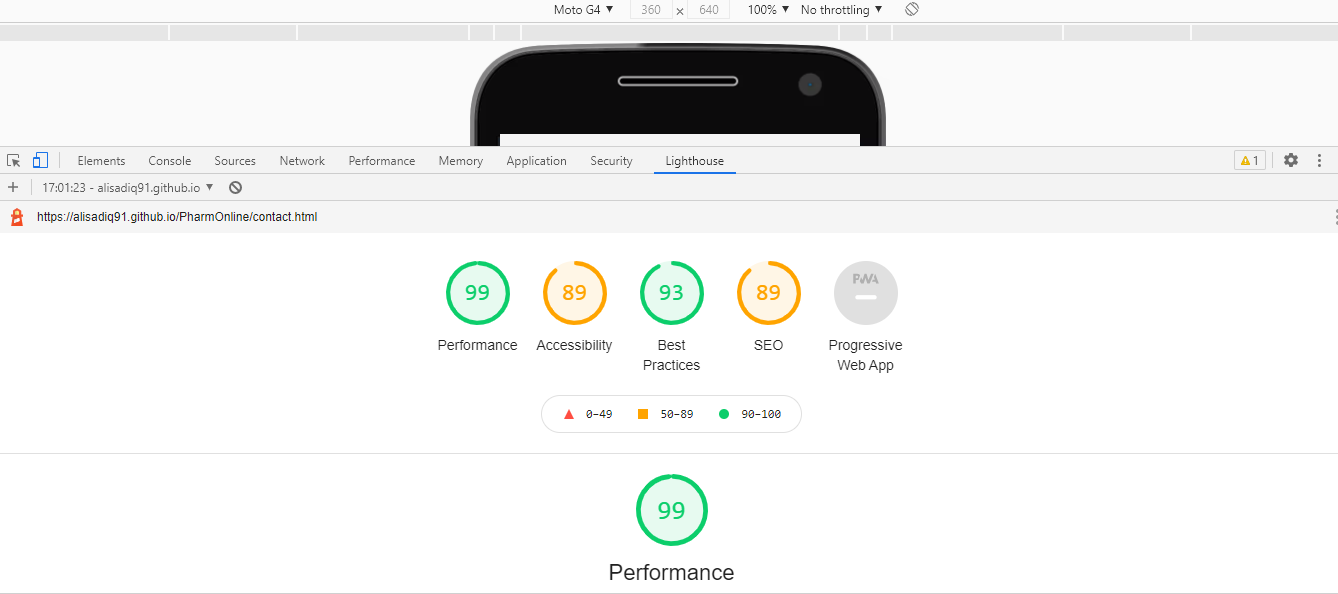 Moto G4 ▼ 360 × 640 100% ▼ No throttling ▼
Elements Console Sources Network Performance Memory Application Security Lighthouse 1
17:01:23 - alisadiq91.github.io ▼
https://alisadiq91.github.io/PharmOnline/contact.html
99 89 93 89 PWA
Performance Accessibility Best SEO Progressive
Practices Web App
0–49 50–89 90–100
99
Performance